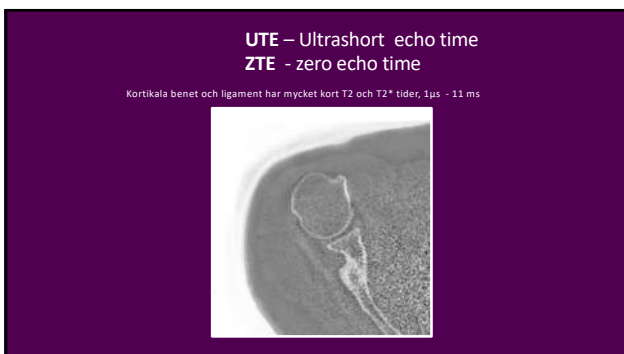 UTE – Ultrashort echo time
ZTE - zero echo time
Kortikala benet och ligament har mycket kort T2 och T2* tider, 1µs - 11 ms